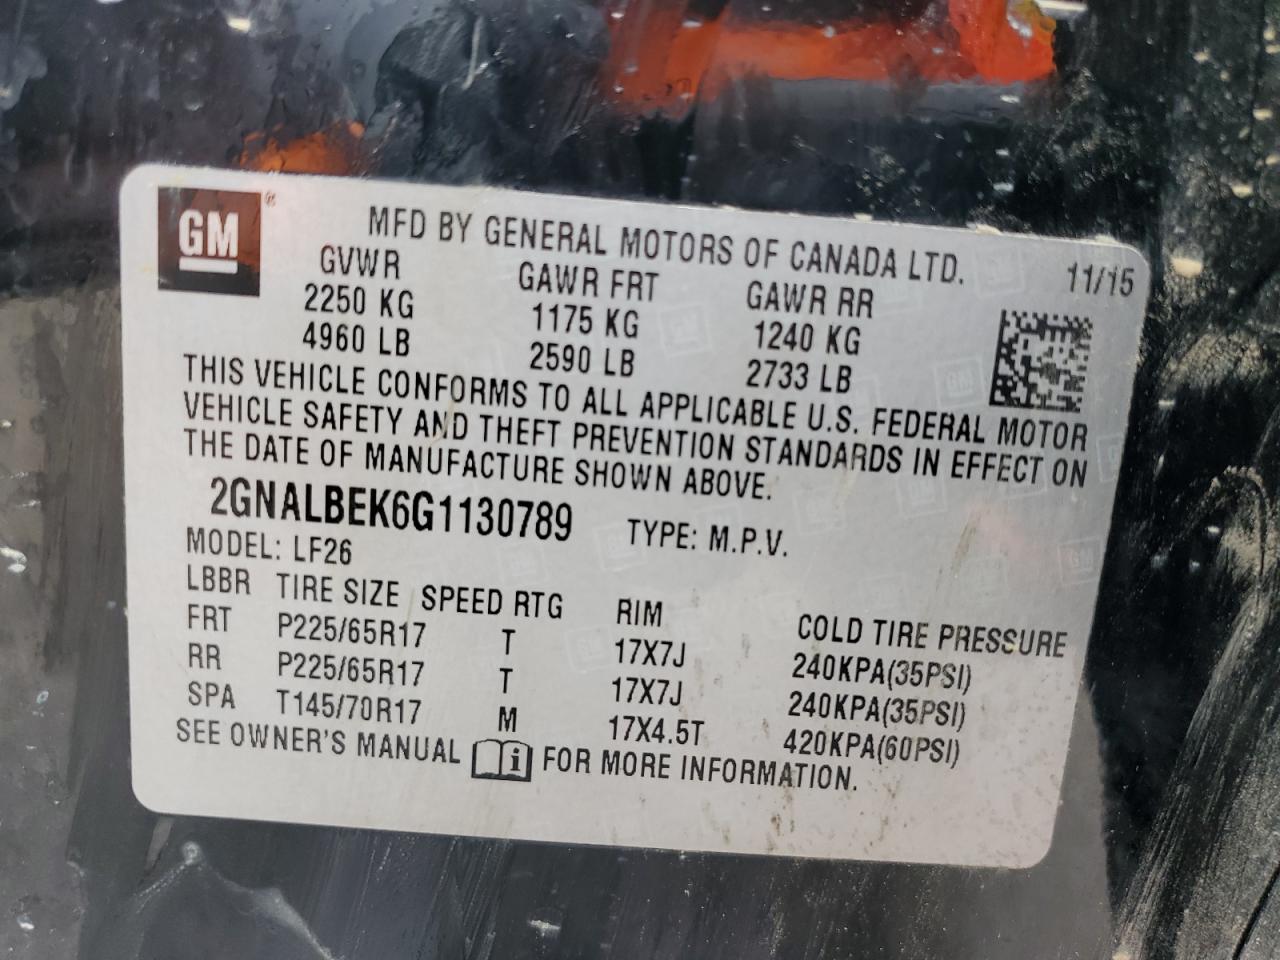 GM ®
MFD BY GENERAL MOTORS OF CANADA LTD.
11/15
GVWR GAWR FRT GAWR RR
2250 KG 1175 KG 1240 KG
4960 LB 2590 LB 2733 LB
THIS VEHICLE CONFORMS TO ALL APPLICABLE U.S. FEDERAL MOTOR
VEHICLE SAFETY AND THEFT PREVENTION STANDARDS IN EFFECT ON
THE DATE OF MANUFACTURE SHOWN ABOVE.
2GNALBEK6G1130789 TYPE: M.P.V.
MODEL: LF26
LBBR TIRE SIZE SPEED RTG RIM COLD TIRE PRESSURE
FRT P225/65R17 T 17X7J 240KPA(35PSI)
RR P225/65R17 T 17X7J 240KPA(35PSI)
SPA T145/70R17 M 17X4.5T 420KPA(60PSI)
SEE OWNER'S MANUAL i FOR MORE INFORMATION.